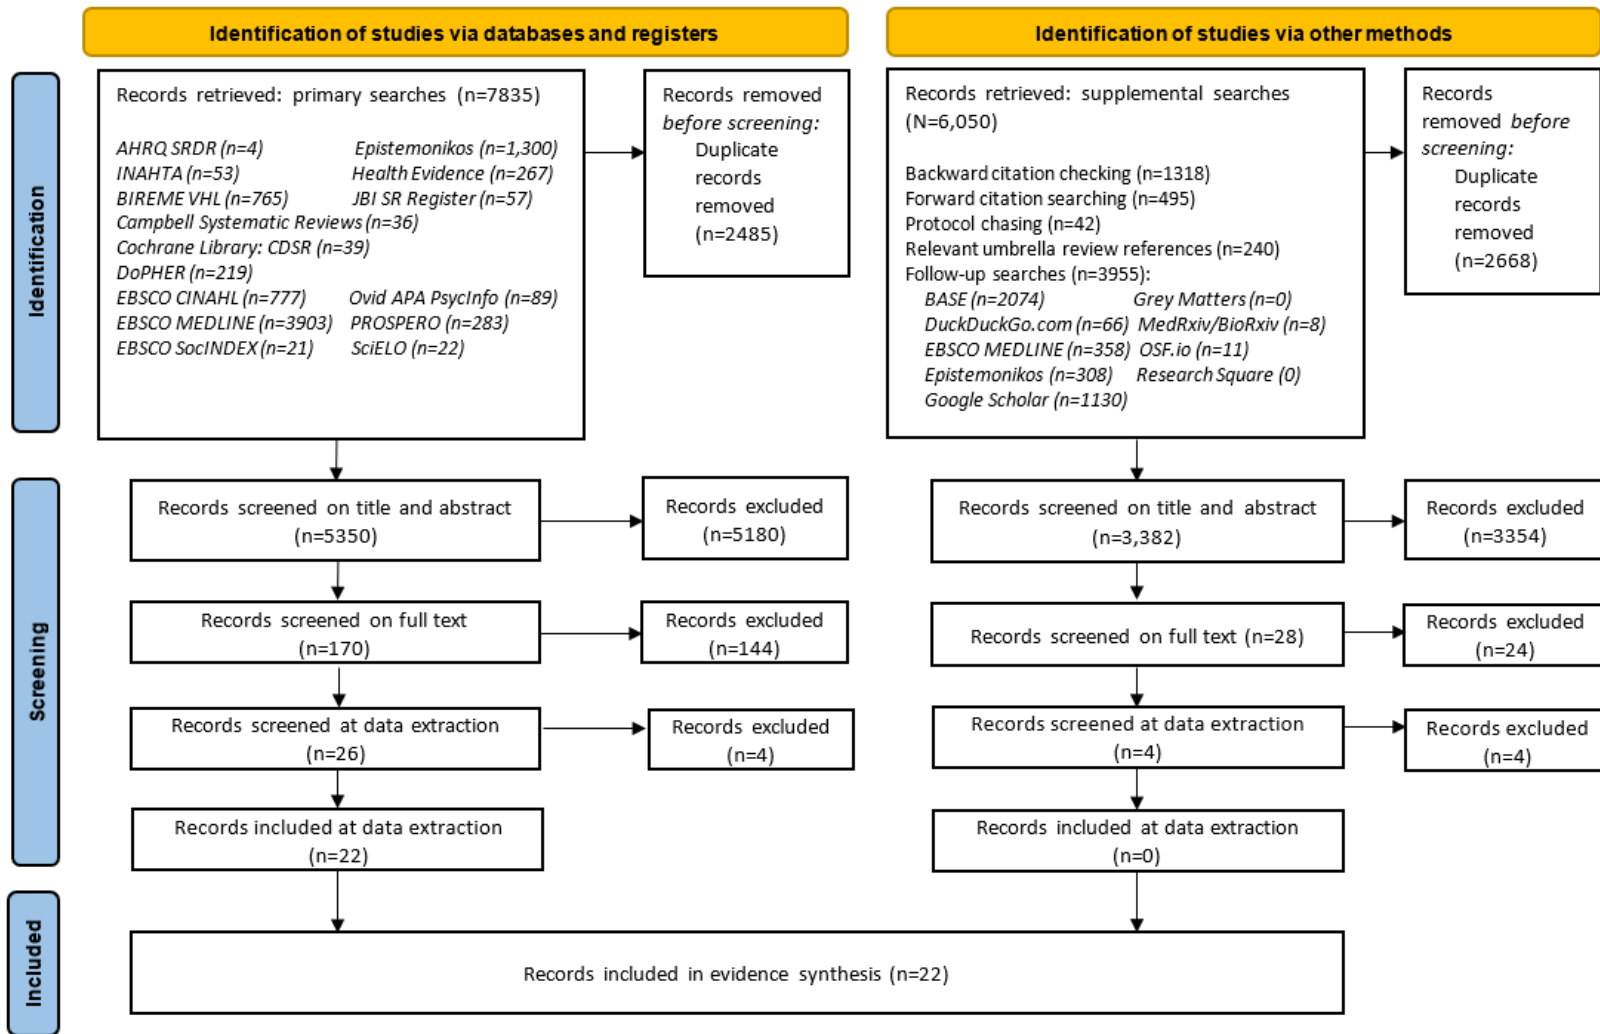 Identification of studies via databases and registers
Identification of studies via other methods
Identification
Records retrieved: primary searches (n=7835)
AHRQ SRDR (n=4) Epistemonikos (n=1,300)
INAHTA (n=53) Health Evidence (n=267)
BIREME VHL (n=765) JBI SR Register (n=57)
Campbell Systematic Reviews (n=36)
Cochrane Library: CDSR (n=39)
DoPHER (n=219)
EBSCO CINAHL (n=777) Ovid APA PsycInfo (n=89)
EBSCO MEDLINE (n=3903) PROSPERO (n=283)
EBSCO SocINDEX (n=21) SciELO (n=22)
Records removed
before screening:
Duplicate
records
removed
(n=2485)
Records retrieved: supplemental searches
(N=6,050)
Backward citation checking (n=1318)
Forward citation searching (n=495)
Protocol chasing (n=42)
Relevant umbrella review references (n=240)
Follow-up searches (n=3955):
BASE (n=2074) Grey Matters (n=0)
DuckDuckGo.com (n=66) MedRxiv/BioRxiv (n=8)
EBSCO MEDLINE (n=358) OSF.io (n=11)
Epistemonikos (n=308) Research Square (0)
Google Scholar (n=1130)
Records
removed before
screening:
Duplicate
records
removed
(n=2668)
Screening
Records screened on title and abstract
(n=5350)
Records excluded
(n=5180)
Records screened on title and abstract
(n=3,382)
Records excluded
(n=3354)
Records screened on full text
(n=170)
Records excluded
(n=144)
Records screened on full text (n=28)
Records excluded
(n=24)
Records screened at data extraction
(n=26)
Records excluded
(n=4)
Records screened at data extraction
(n=4)
Records excluded
(n=4)
Records included at data extraction
(n=22)
Records included at data extraction
(n=0)
Included
Records included in evidence synthesis (n=22)